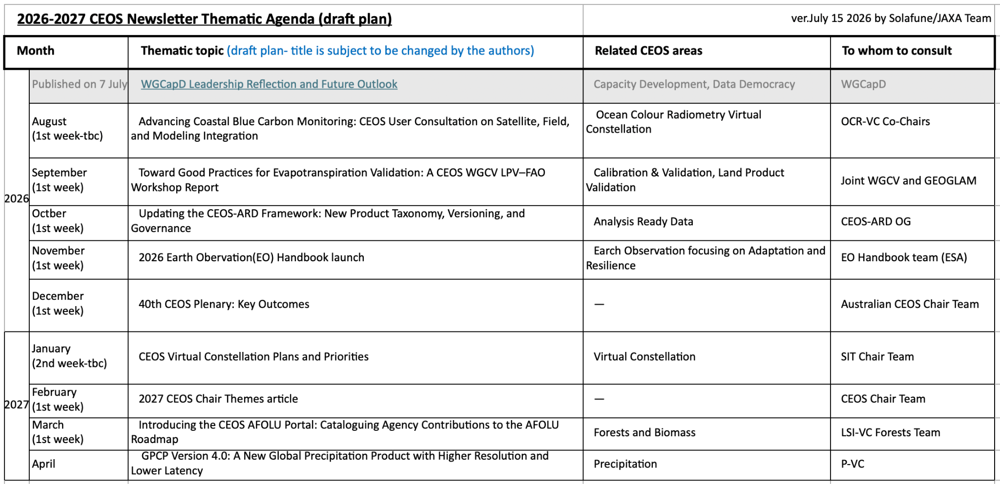 2026-2027 CEOS Newsletter Thematic Agenda (draft plan)
ver.July 15 2026 by Solafune/JAXA Team
Month
Thematic topic (draft plan- title is subject to be changed by the authors)
Related CEOS areas
To whom to consult
2026
Published on 7 July
WGCapD Leadership Reflection and Future Outlook
Capacity Development, Data Democracy
WGCapD
August
(1st week-tbc)
Advancing Coastal Blue Carbon Monitoring: CEOS User Consultation on Satellite, Field,
and Modeling Integration
Ocean Colour Radiometry Virtual
Constellation
OCR-VC Co-Chairs
September
(1st week)
Toward Good Practices for Evapotranspiration Validation: A CEOS WGCV LPV–FAO
Workshop Report
Calibration & Validation, Land Product
Validation
Joint WGCV and GEOGLAM
Octber
(1st week)
Updating the CEOS-ARD Framework: New Product Taxonomy, Versioning, and
Governance
Analysis Ready Data
CEOS-ARD OG
November
(1st week)
2026 Earth Obervation(EO) Handbook launch
Earch Observation focusing on Adaptation and
Resilience
EO Handbook team (ESA)
December
(1st week)
40th CEOS Plenary: Key Outcomes
—
Australian CEOS Chair Team
2027
January
(2nd week-tbc)
CEOS Virtual Constellation Plans and Priorities
Virtual Constellation
SIT Chair Team
February
(1st week)
2027 CEOS Chair Themes article
—
CEOS Chair Team
March
(1st week)
Introducing the CEOS AFOLU Portal: Cataloguing Agency Contributions to the AFOLU
Roadmap
Forests and Biomass
LSI-VC Forests Team
April
GPCP Version 4.0: A New Global Precipitation Product with Higher Resolution and
Lower Latency
Precipitation
P-VC